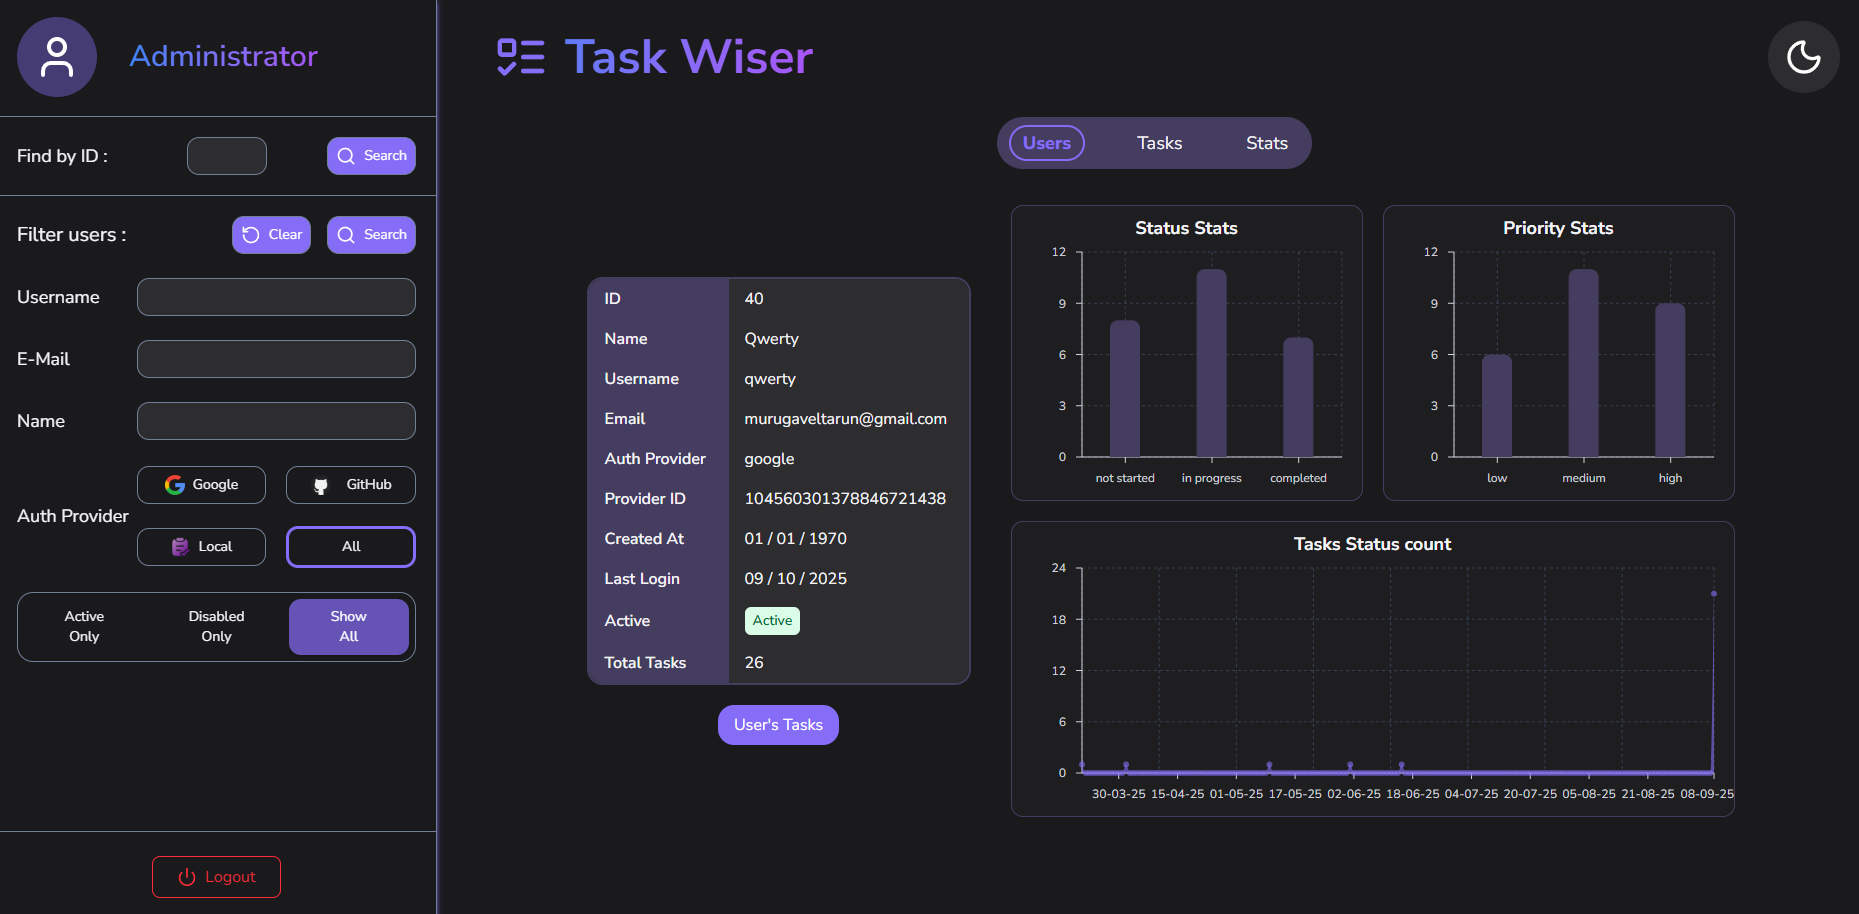 Administrator
Find by ID :
Search
Filter users :
Clear
Search
Username
E-Mail
Name
Auth Provider
Google
GitHub
Local
All
Active Only
Disabled Only
Show All
Logout
Task Wiser
Users
Tasks
Stats
ID 40
Name Qwerty
Username qwerty
Email murugaveltarun@gmail.com
Auth Provider google
Provider ID 104560301378846721438
Created At 01 / 01 / 1970
Last Login 09 / 10 / 2025
Active Active
Total Tasks 26
User's Tasks
Status Stats
12
9
6
3
0
not started in progress completed
Priority Stats
12
9
6
3
0
low medium high
Tasks Status count
24
18
12
6
0
30-03-25 15-04-25 01-05-25 17-05-25 02-06-25 18-06-25 04-07-25 20-07-25 05-08-25 21-08-25 08-09-25